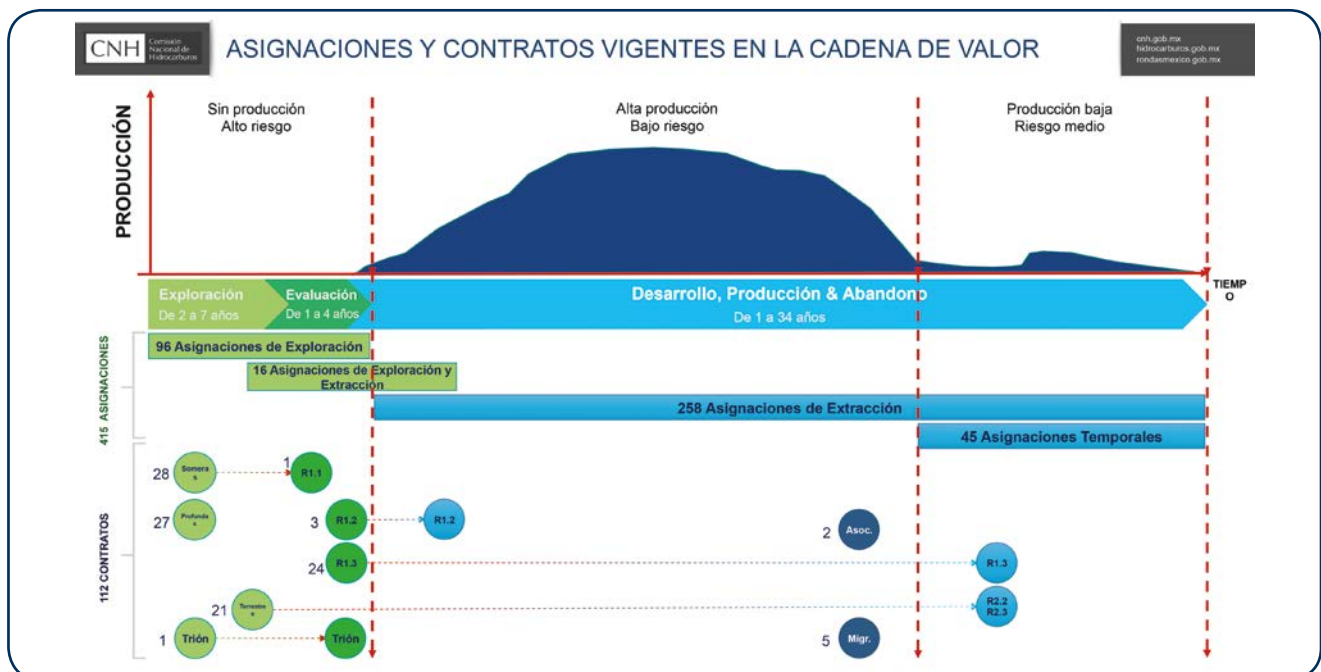 CNH
Comisión
Nacional de
Hidrocarburos
ASIGNACIONES Y CONTRATOS VIGENTES EN LA CADENA DE VALOR
cnh.gob.mx
hidrocarburos.gob.mx
rondasmexico.gob.mx
PRODUCCIÓN
Sin producción
Alto riesgo
Alta producción
Bajo riesgo
Producción baja
Riesgo medio
Exploración
De 2 a 7 años
Evaluación
De 1 a 4 años
Desarrollo, Producción & Abandono
De 1 a 34 años
TIEMP
O
415 ASIGNACIONES
96 Asignaciones de Exploración
16 Asignaciones de Exploración y
Extracción
258 Asignaciones de Extracción
45 Asignaciones Temporales
112 CONTRATOS
28
Somera
s
1
R1.1
27
Profunda
s
3
R1.2
R1.2
2
Asoc.
24
R1.3
R1.3
21
Terrestre
s
R2.2
R2.3
1
Trión
Trión
5
Migr.